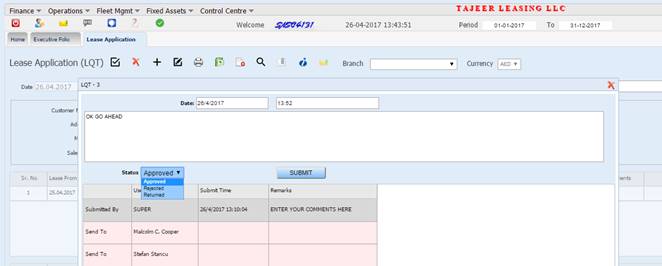 Finance Operations Fleet Mgmt Fixed Assets Control Centre TAJEER LEASING LLC
Welcome 26-04-2017 13:43:51 Period 01-01-2017 To 31-12-2017
Home Executive Folio Lease Application
Lease Application (LQT) Branch Currency AED
Date 26.04.2017 LQT - 3
Date: 26/4/2017 13:52
Customer
OK GO AHEAD
Sale
Status Approved SUBMIT
Approved
Rejected
Returned
Sr. No. Lease From Submit Time Remarks
1 25.04.2017 Submitted By SUPER 26/4/2017 13:10:04 ENTER YOUR COMMENTS HERE
Send To Malcolm C. Cooper
Send To Stefan Stancu